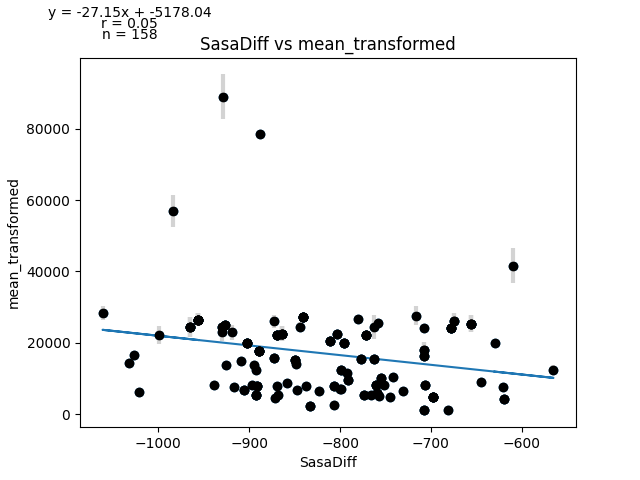 y = -27.15x + -5178.04
r = 0.05
n = 158
SasaDiff vs mean_transformed
80000
60000
40000
20000
0
mean_transformed
−1000
−900
−800
−700
−600
SasaDiff